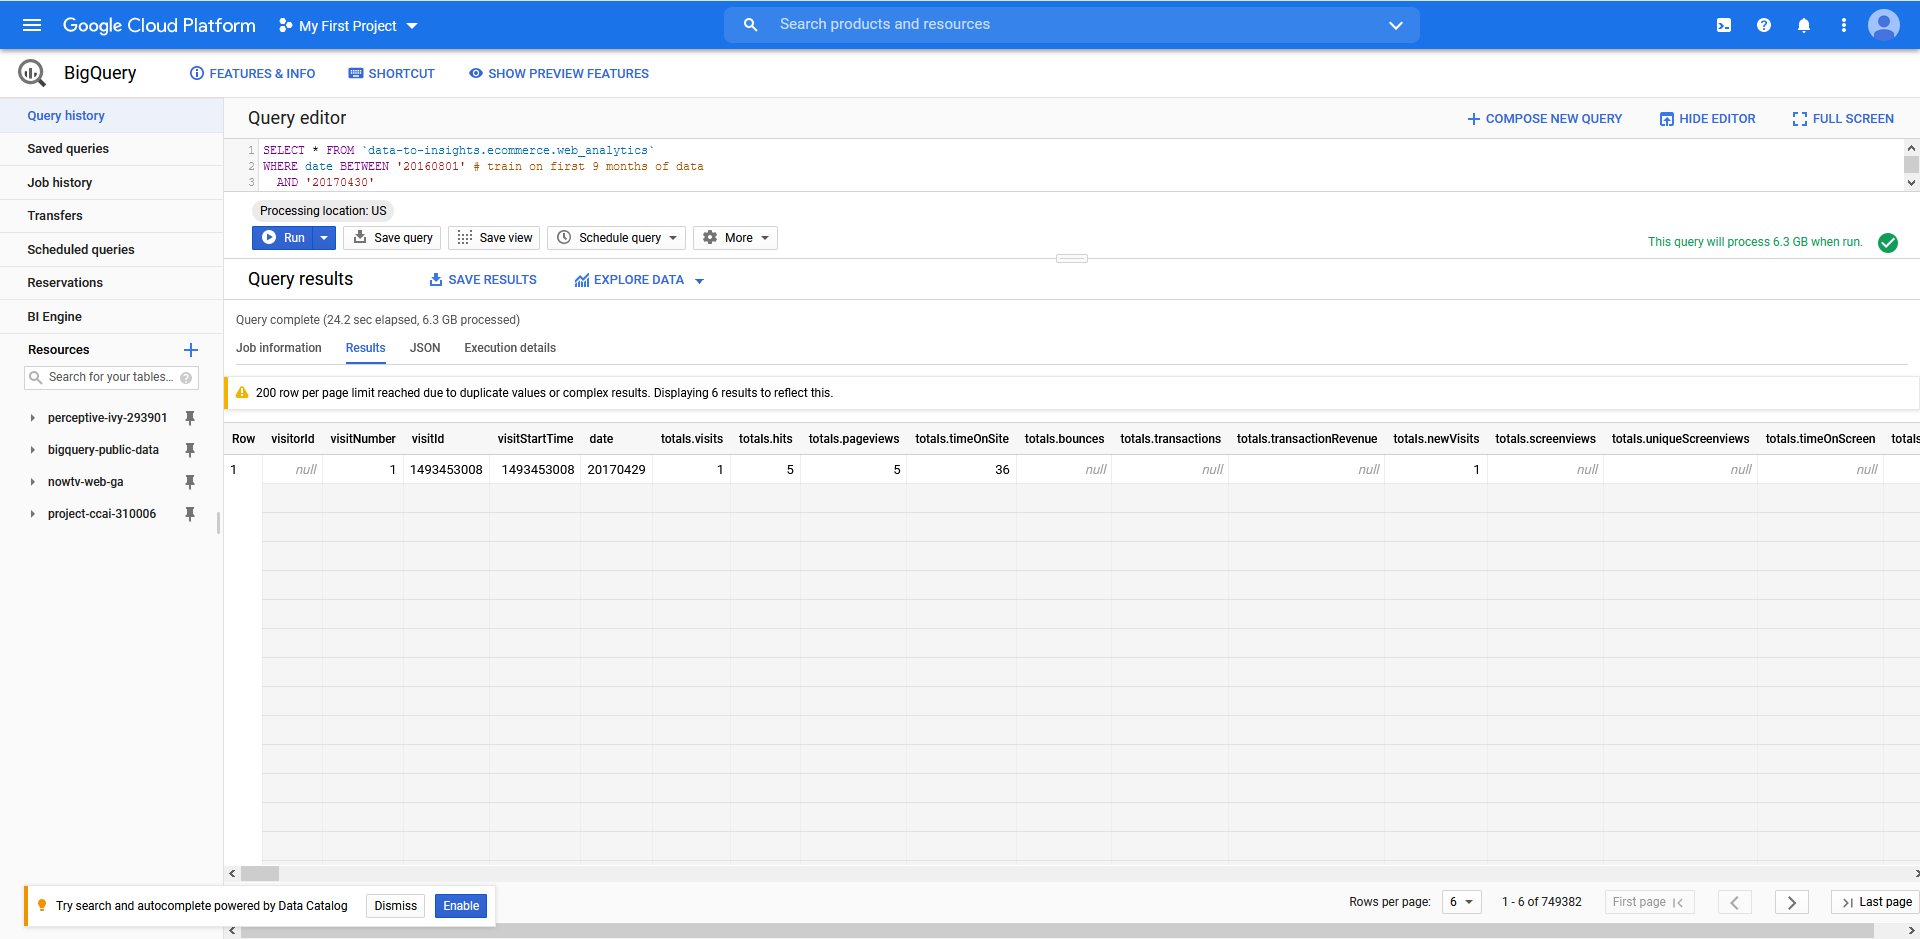 Google Cloud Platform My First Project Search products and resources
BigQuery FEATURES & INFO SHORTCUT SHOW PREVIEW FEATURES
Query history
Saved queries
Job history
Transfers
Scheduled queries
Reservations
BI Engine
Resources
Search for your tables...
perceptive-ivy-293901
bigquery-public-data
nowtv-web-ga
project-ccai-310006
Query editor COMPOSE NEW QUERY HIDE EDITOR FULL SCREEN
1 SELECT * FROM `data-to-insights.ecommerce.web_analytics`
2 WHERE date BETWEEN '20160801' # train on first 9 months of data
3 AND '20170430'
Processing location: US
Run Save query Save view Schedule query More This query will process 6.3 GB when run.
Query results SAVE RESULTS EXPLORE DATA
Query complete (24.2 sec elapsed, 6.3 GB processed)
Job information Results JSON Execution details
200 row per page limit reached due to duplicate values or complex results. Displaying 6 results to reflect this.
Row visitorId visitNumber visitId visitStartTime date totals.visits totals.hits totals.pageviews totals.timeOnSite totals.bounces totals.transactions totals.transactionRevenue totals.newVisits totals.screenviews totals.uniqueScreenviews totals.timeOnScreen totals
1 null 1 1493453008 1493453008 20170429 1 5 5 36 null null null 1 null null null
Try search and autocomplete powered by Data Catalog Dismiss Enable
Rows per page: 6 1 - 6 of 749382 First page Last page